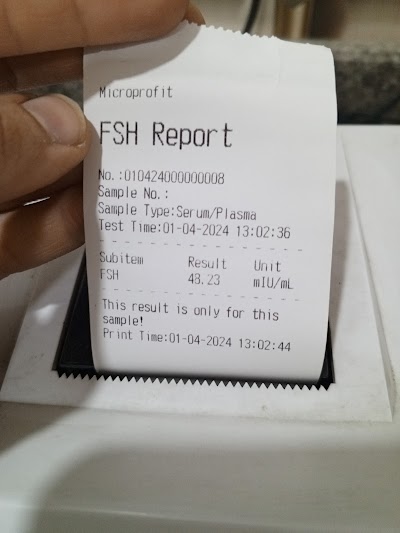 Microprofit
FSH Report
No.:010424000000008
Sample No.:
Sample Type:Serum/Plasma
Test Time:01-04-2024 13:02:36
- - - - - - - - - - - - - - -
Subitem Result Unit
FSH 48.23 mIU/mL
- - - - - - - - - - - - - - -
This result is only for this
sample!
Print Time:01-04-2024 13:02:44